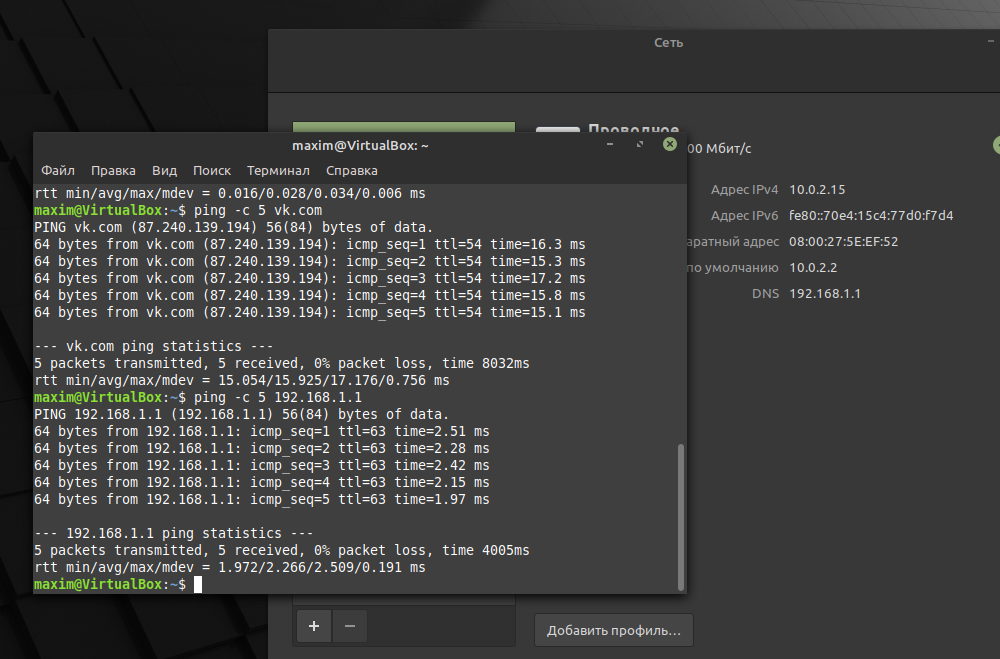 Сеть
Проводное
maxim@VirtualBox: ~
00 Мбит/с
Файл Правка Вид Поиск Терминал Справка
rtt min/avg/max/mdev = 0.016/0.028/0.034/0.006 ms
maxim@VirtualBox:~$ ping -c 5 vk.com
PING vk.com (87.240.139.194) 56(84) bytes of data.
64 bytes from vk.com (87.240.139.194): icmp_seq=1 ttl=54 time=16.3 ms
64 bytes from vk.com (87.240.139.194): icmp_seq=2 ttl=54 time=15.3 ms
64 bytes from vk.com (87.240.139.194): icmp_seq=3 ttl=54 time=17.2 ms
64 bytes from vk.com (87.240.139.194): icmp_seq=4 ttl=54 time=15.8 ms
64 bytes from vk.com (87.240.139.194): icmp_seq=5 ttl=54 time=15.1 ms
--- vk.com ping statistics ---
5 packets transmitted, 5 received, 0% packet loss, time 8032ms
rtt min/avg/max/mdev = 15.054/15.925/17.176/0.756 ms
maxim@VirtualBox:~$ ping -c 5 192.168.1.1
PING 192.168.1.1 (192.168.1.1) 56(84) bytes of data.
64 bytes from 192.168.1.1: icmp_seq=1 ttl=63 time=2.51 ms
64 bytes from 192.168.1.1: icmp_seq=2 ttl=63 time=2.28 ms
64 bytes from 192.168.1.1: icmp_seq=3 ttl=63 time=2.42 ms
64 bytes from 192.168.1.1: icmp_seq=4 ttl=63 time=2.15 ms
64 bytes from 192.168.1.1: icmp_seq=5 ttl=63 time=1.97 ms
--- 192.168.1.1 ping statistics ---
5 packets transmitted, 5 received, 0% packet loss, time 4005ms
rtt min/avg/max/mdev = 1.972/2.266/2.509/0.191 ms
maxim@VirtualBox:~$
Адрес IPv4 10.0.2.15
Адрес IPv6 fe80::70e4:15c4:77d0:f7d4
аратный адрес 08:00:27:5E:EF:52
по умолчанию 10.0.2.2
DNS 192.168.1.1
Добавить профиль…